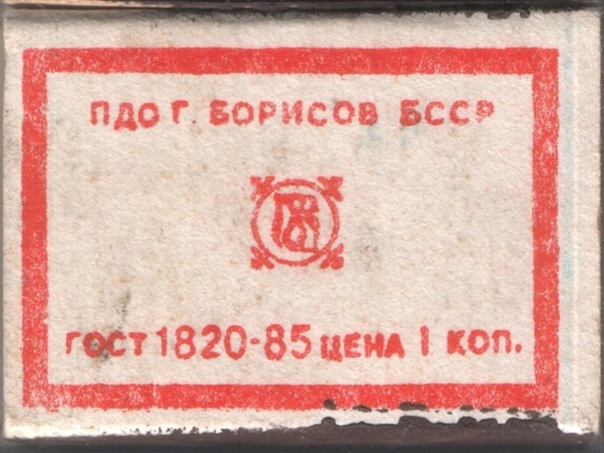 ПДО Г. БОРИСОВ БССР
ГОСТ 1820-85 ЦЕНА 1 КОП.